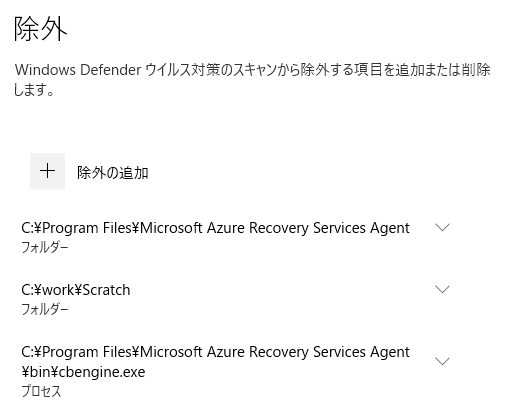 除外
Windows Defender ウイルス対策のスキャンから除外する項目を追加または削除
します。
除外の追加
C:¥Program Files¥Microsoft Azure Recovery Services Agent
フォルダー
C:¥work¥Scratch
フォルダー
C:¥Program Files¥Microsoft Azure Recovery Services Agent
¥bin¥cbengine.exe
プロセス